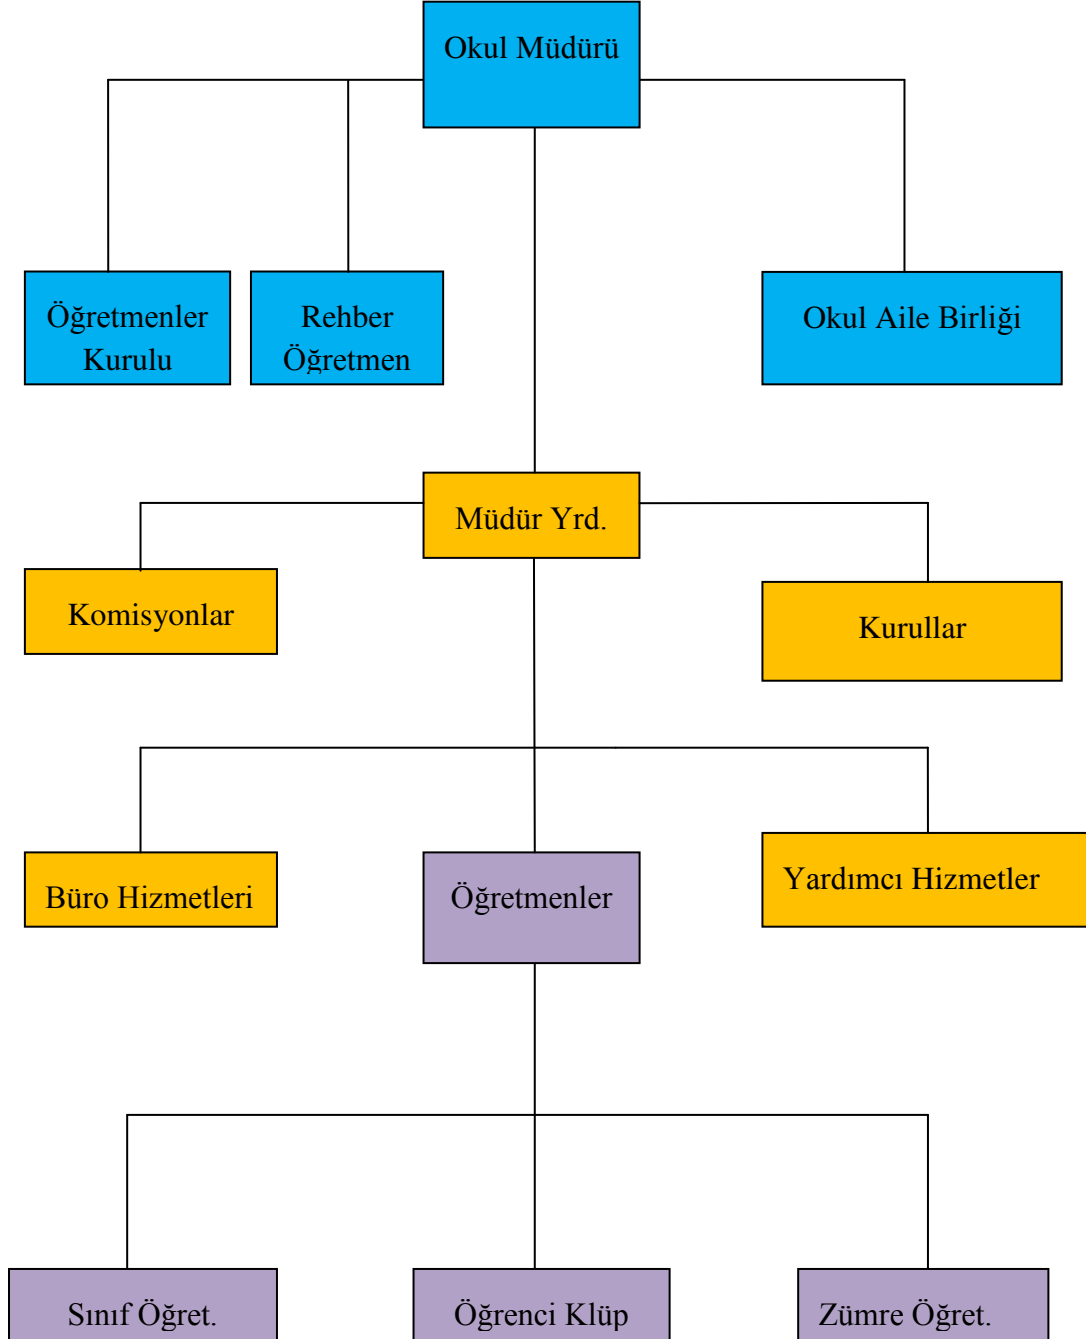 Okul Müdürü
Öğretmenler
Kurulu
Rehber
Öğretmen
Okul Aile Birliği
Müdür Yrd.
Komisyonlar
Kurullar
Büro Hizmetleri
Öğretmenler
Yardımcı Hizmetler
Sınıf Öğret.
Öğrenci Klüp
Zümre Öğret.